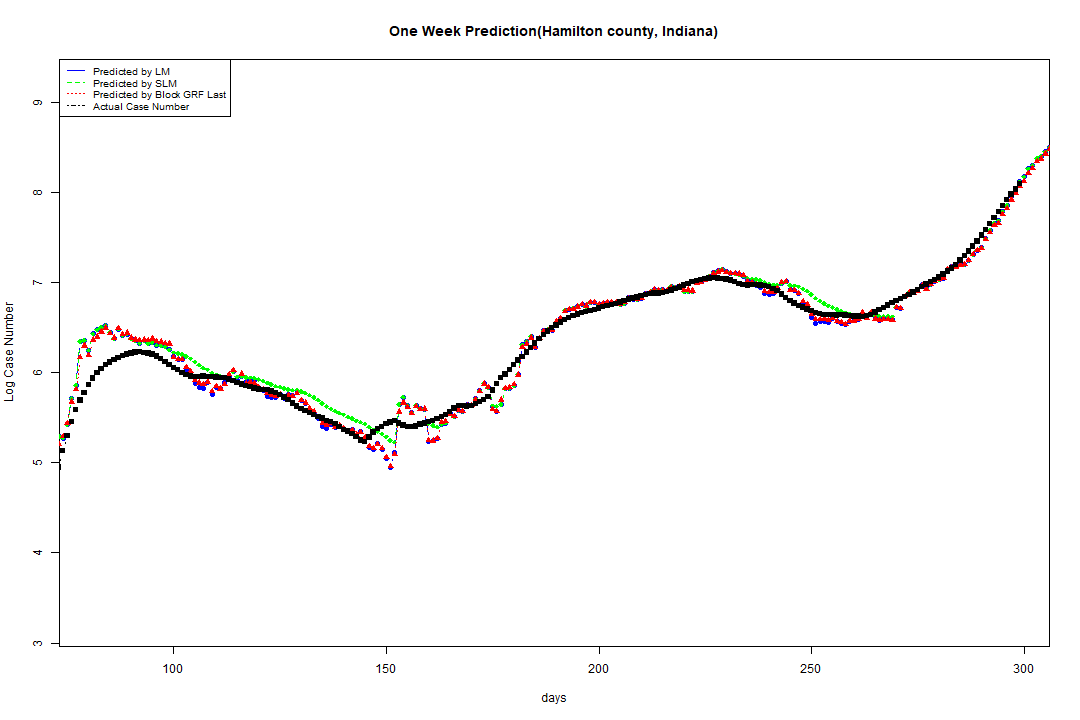 One Week Prediction(Hamilton county, Indiana)
Predicted by LM
Predicted by SLM
Predicted by Block GRF Last
Actual Case Number
9
8
7
6
5
4
3
Log Case Number
100 150 200 250 300
days